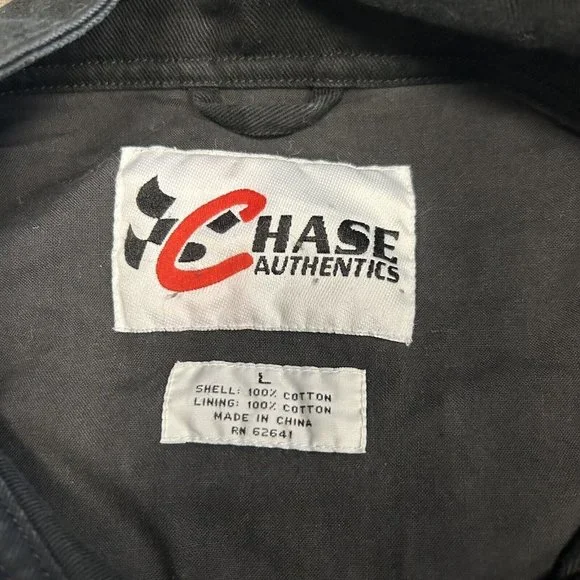 CHASE
AUTHENTICS
L
SHELL: 100% COTTON
LINING: 100% COTTON
MADE IN CHINA
RN 62641